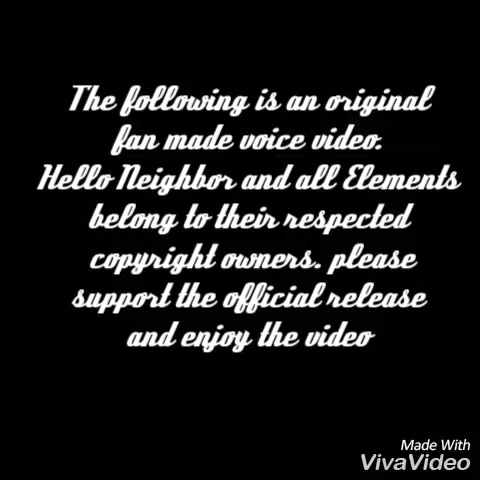 The following is an original
fan made voice video.
Hello Neighbor and all Elements
belong to their respected
copyright owners. please
support the official release
and enjoy the video
Made With
VivaVideo